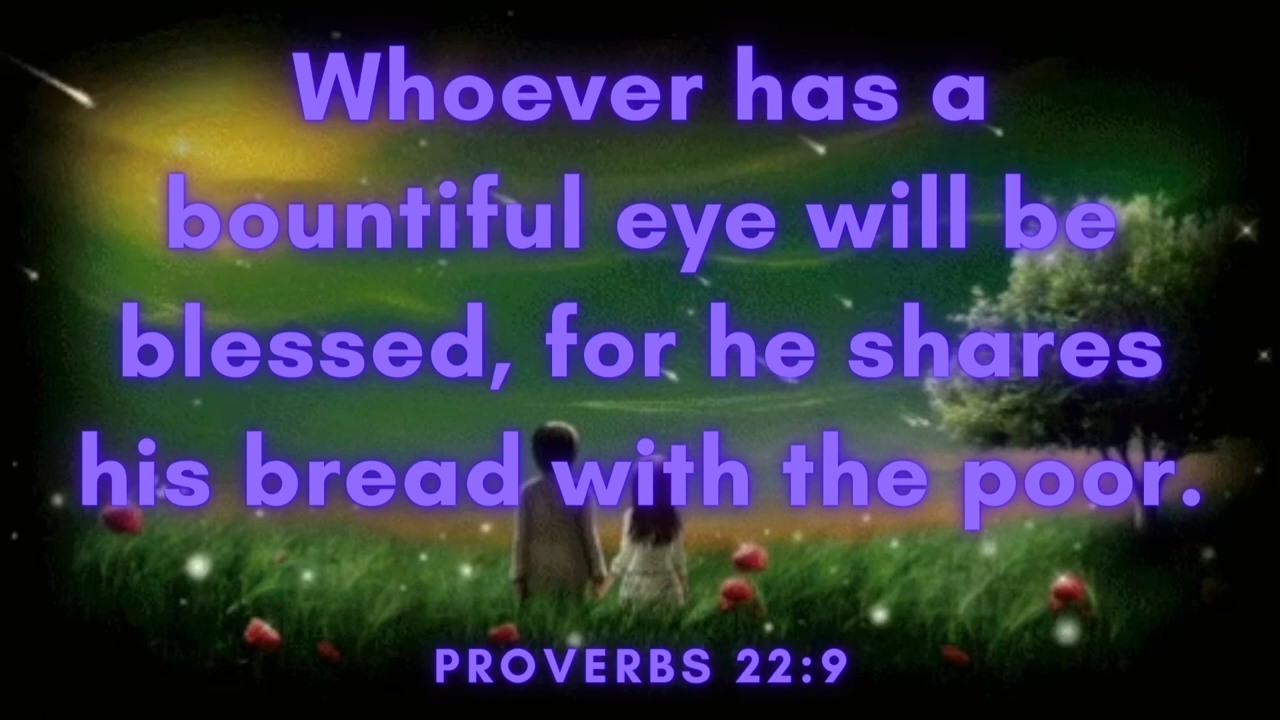 Whoever has a
bountiful eye will be
blessed, for he shares
his bread with the poor.
PROVERBS 22:9